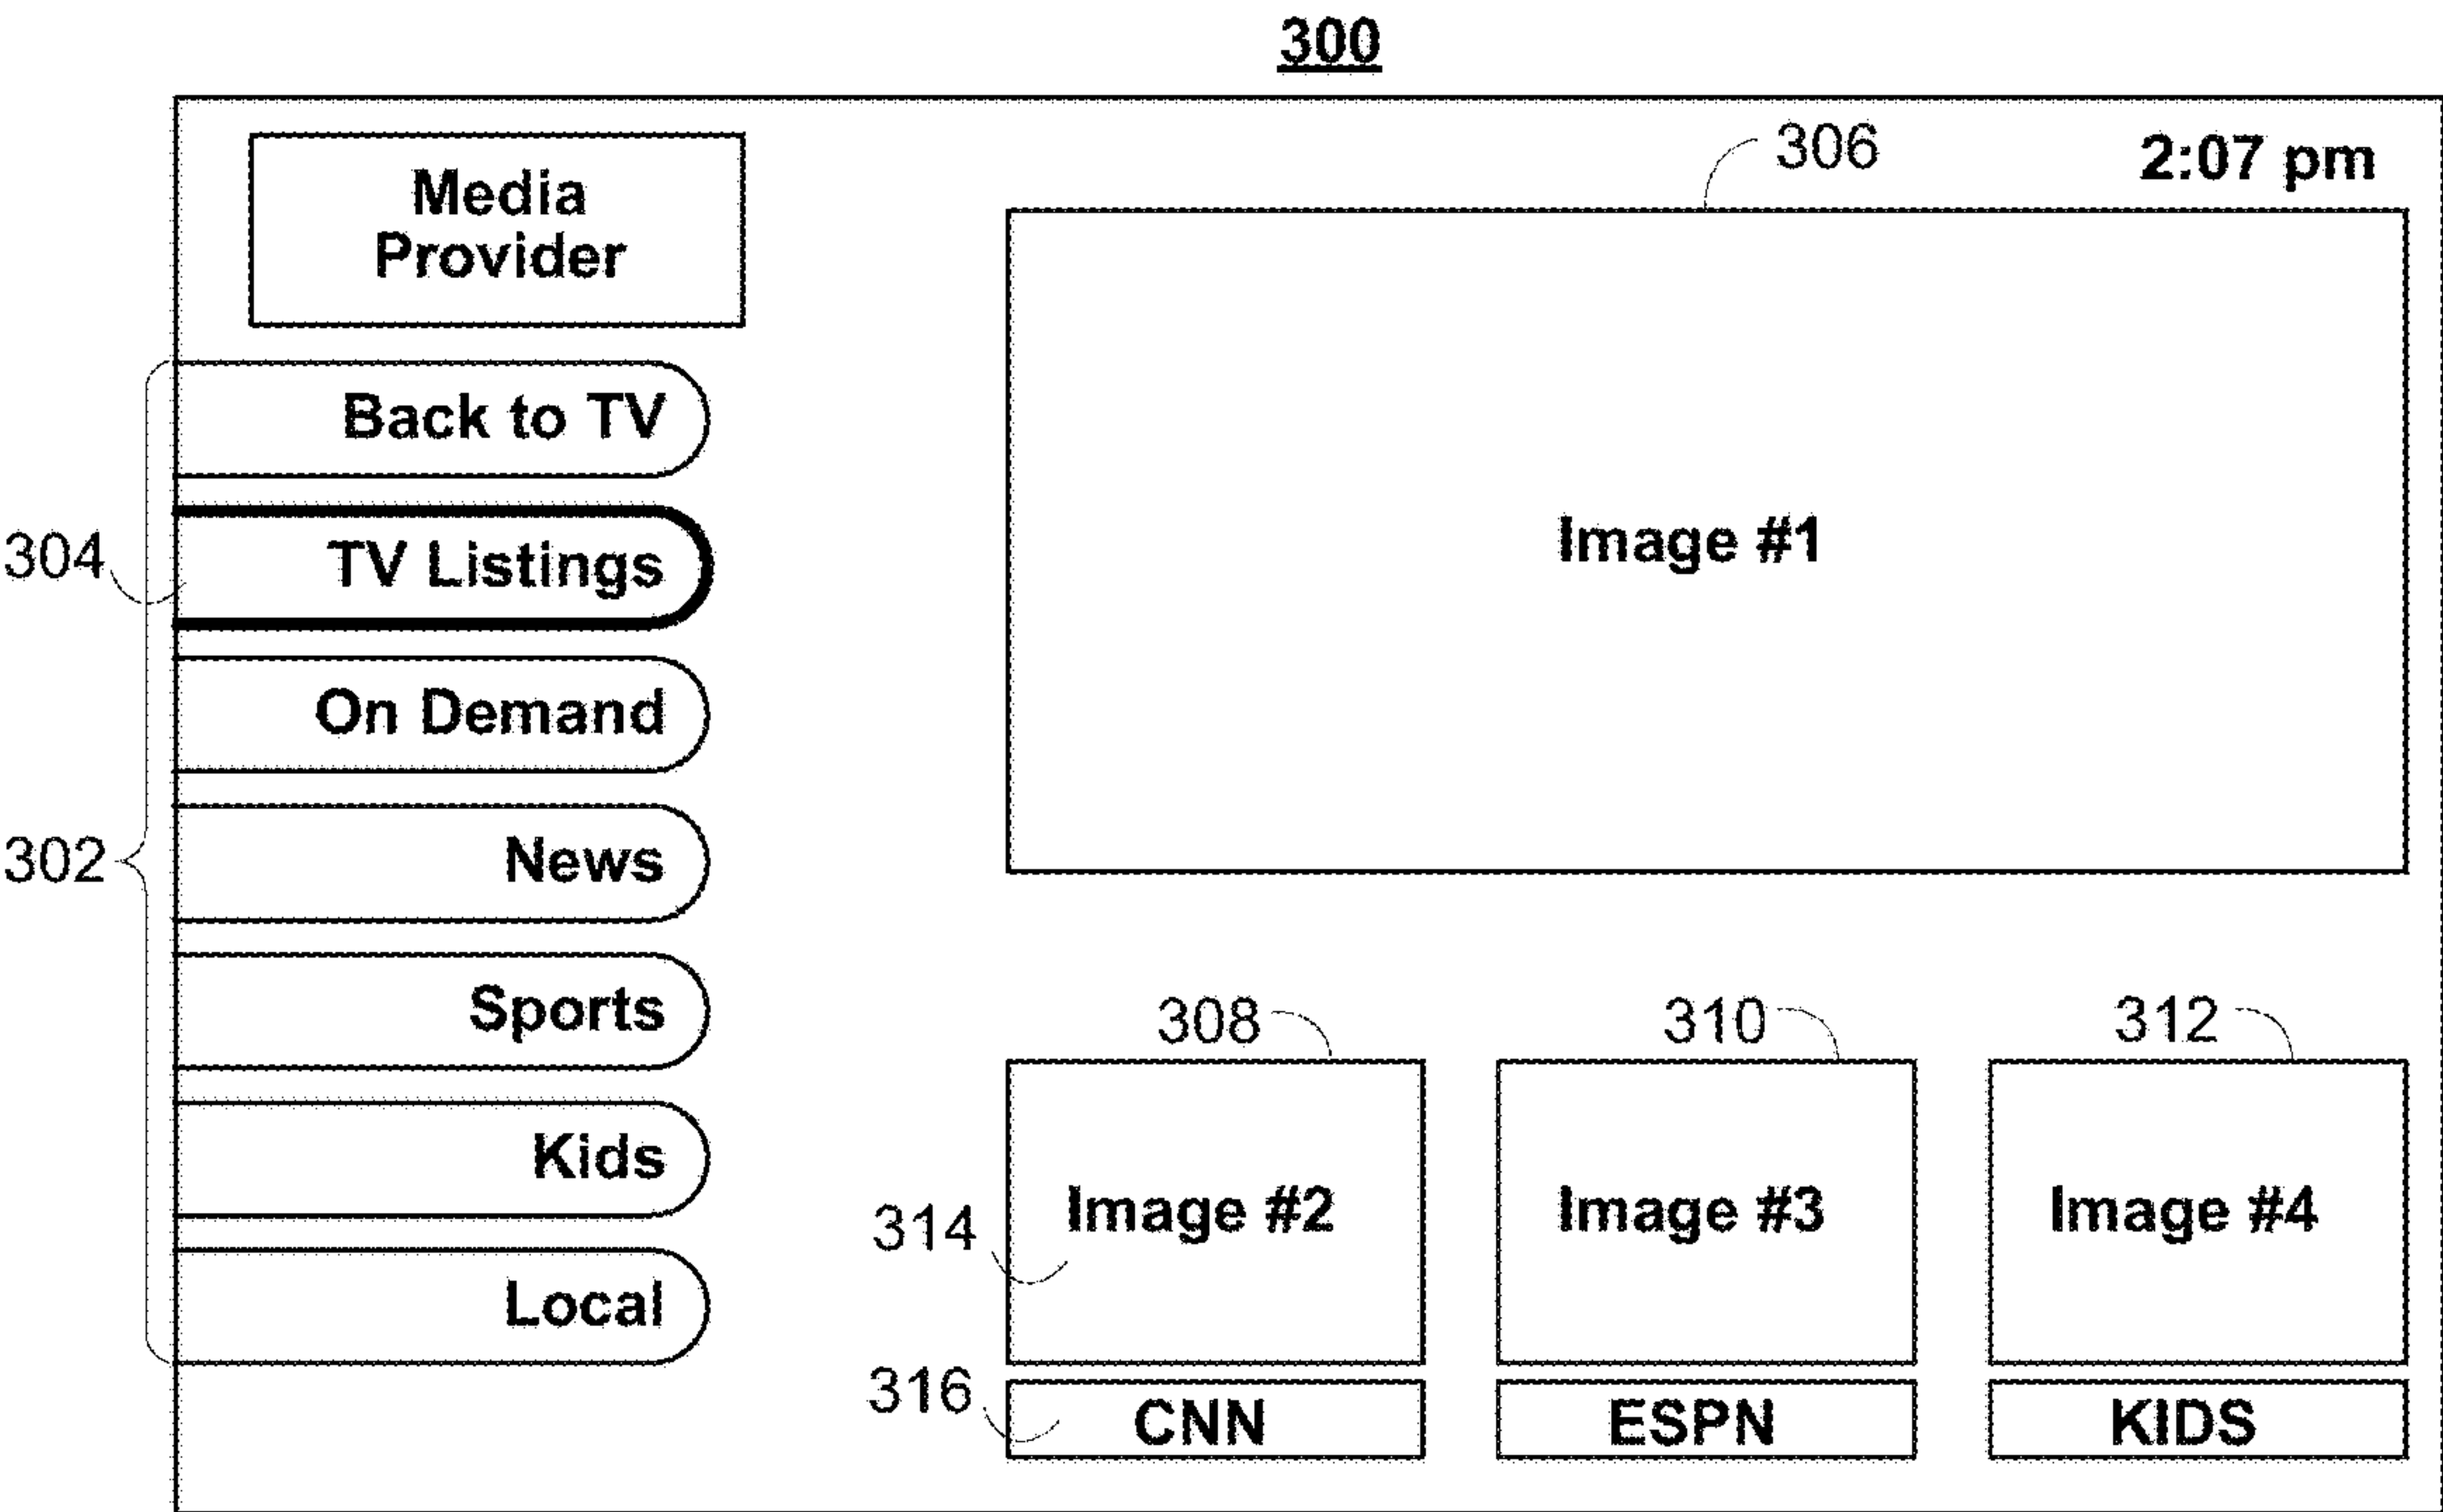 300
306
2:07 pm
Media
Provider
Back to TV
304
TV Listings
Image #1
On Demand
302
News
Sports
308
310
312
Kids
314
Image #2
Image #3
Image #4
Local
316
CNN
ESPN
KIDS